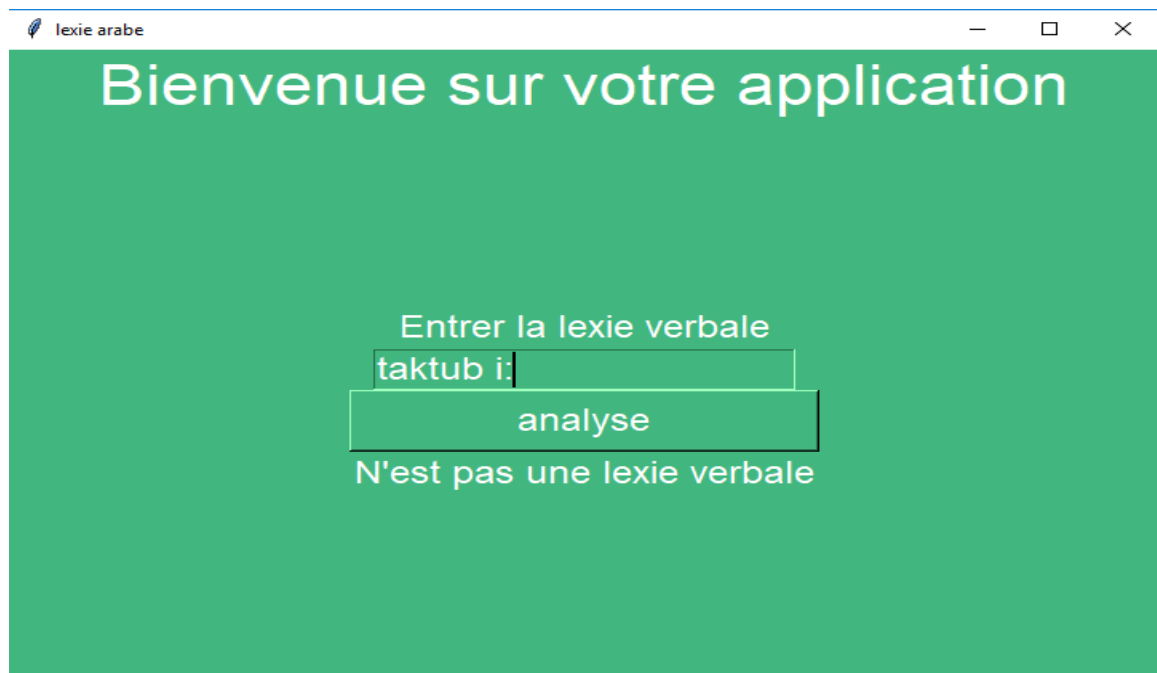 lexie arabe
Bienvenue sur votre application
Entrer la lexie verbale
taktub i:
analyse
N'est pas une lexie verbale